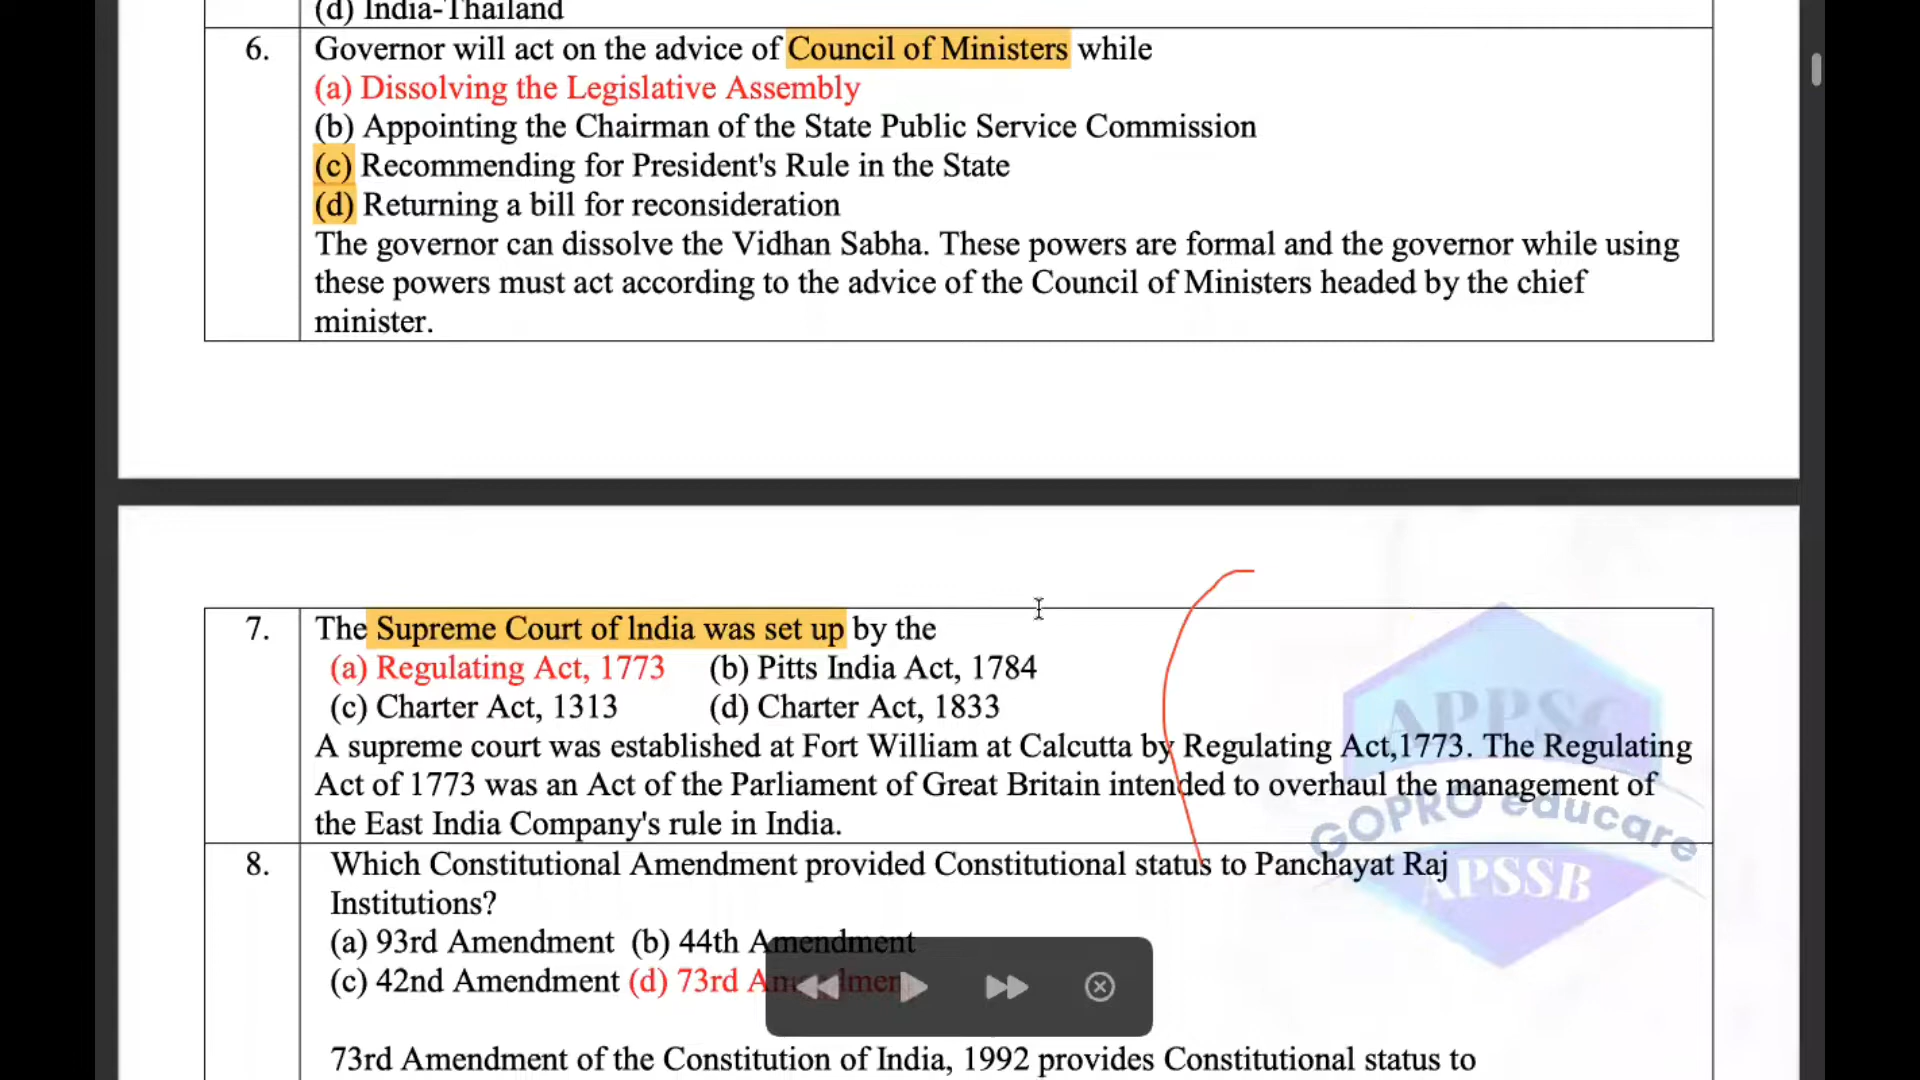 (d) India-Thailand
6. Governor will act on the advice of Council of Ministers while
(a) Dissolving the Legislative Assembly
(b) Appointing the Chairman of the State Public Service Commission
(c) Recommending for President's Rule in the State
(d) Returning a bill for reconsideration
The governor can dissolve the Vidhan Sabha. These powers are formal and the governor while using
these powers must act according to the advice of the Council of Ministers headed by the chief
minister.
7. The Supreme Court of lndia was set up by the
(a) Regulating Act, 1773 (b) Pitts India Act, 1784
(c) Charter Act, 1313 (d) Charter Act, 1833
A supreme court was established at Fort William at Calcutta by Regulating Act,1773. The Regulating
Act of 1773 was an Act of the Parliament of Great Britain intended to overhaul the management of
the East India Company's rule in India.
APPSC
GOPRO educare
APSSB
8. Which Constitutional Amendment provided Constitutional status to Panchayat Raj
Institutions?
(a) 93rd Amendment (b) 44th Amendment
(c) 42nd Amendment (d) 73rd Amendment
73rd Amendment of the Constitution of India, 1992 provides Constitutional status to